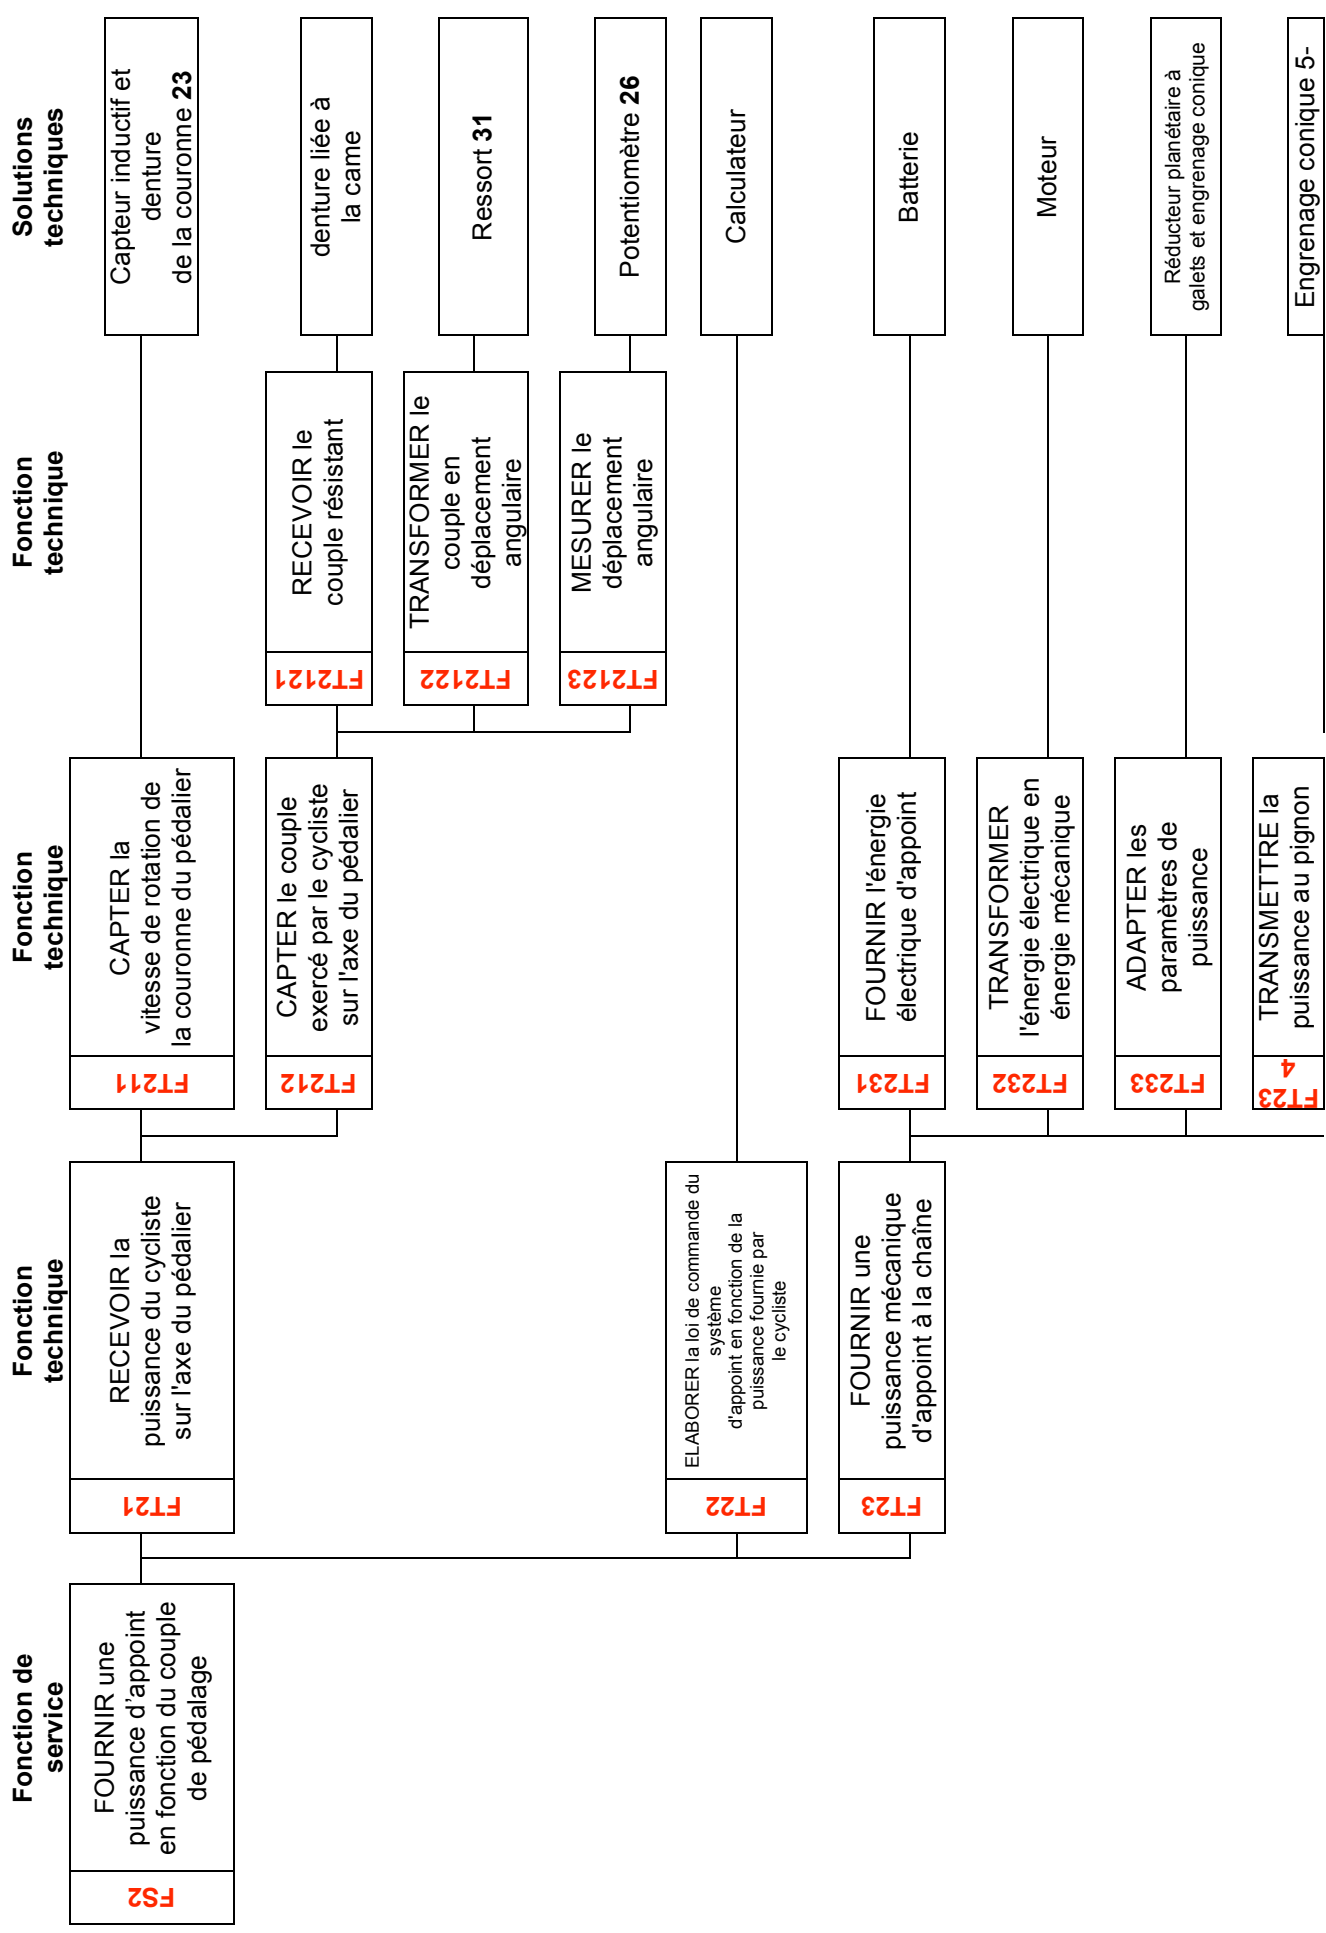 Fonction de
service
Fonction
technique
Fonction
technique
Fonction
technique
Solutions
techniques
FS2
FOURNIR une
puissance d'appoint
en fonction du couple
de pédalage
FT21
RECEVOIR la
puissance du cycliste
sur l'axe du pédalier
FT211
CAPTER la
vitesse de rotation de
la couronne du pédalier
Capteur inductif et
denture
de la couronne 23
FT212
CAPTER le couple
exercé par le cycliste
sur l'axe du pédalier
FT2121
RECEVOIR le
couple résistant
denture liée à
la came
FT2122
TRANSFORMER le
couple en
déplacement
angulaire
Ressort 31
FT2123
MESURER le
déplacement
angulaire
Potentiomètre 26
FT22
ELABORER la loi de commande du
système
d'appoint en fonction de la
puissance fournie par
le cycliste
Calculateur
FT23
FOURNIR une
puissance mécanique
d'appoint à la chaîne
FT231
FOURNIR l'énergie
électrique d'appoint
Batterie
FT232
TRANSFORMER
l'énergie électrique en
énergie mécanique
Moteur
FT233
ADAPTER les
paramètres de
puissance
Réducteur planétaire à
galets et engrenage conique
FT23
4
TRANSMETTRE la
puissance au pignon
Engrenage conique 5-